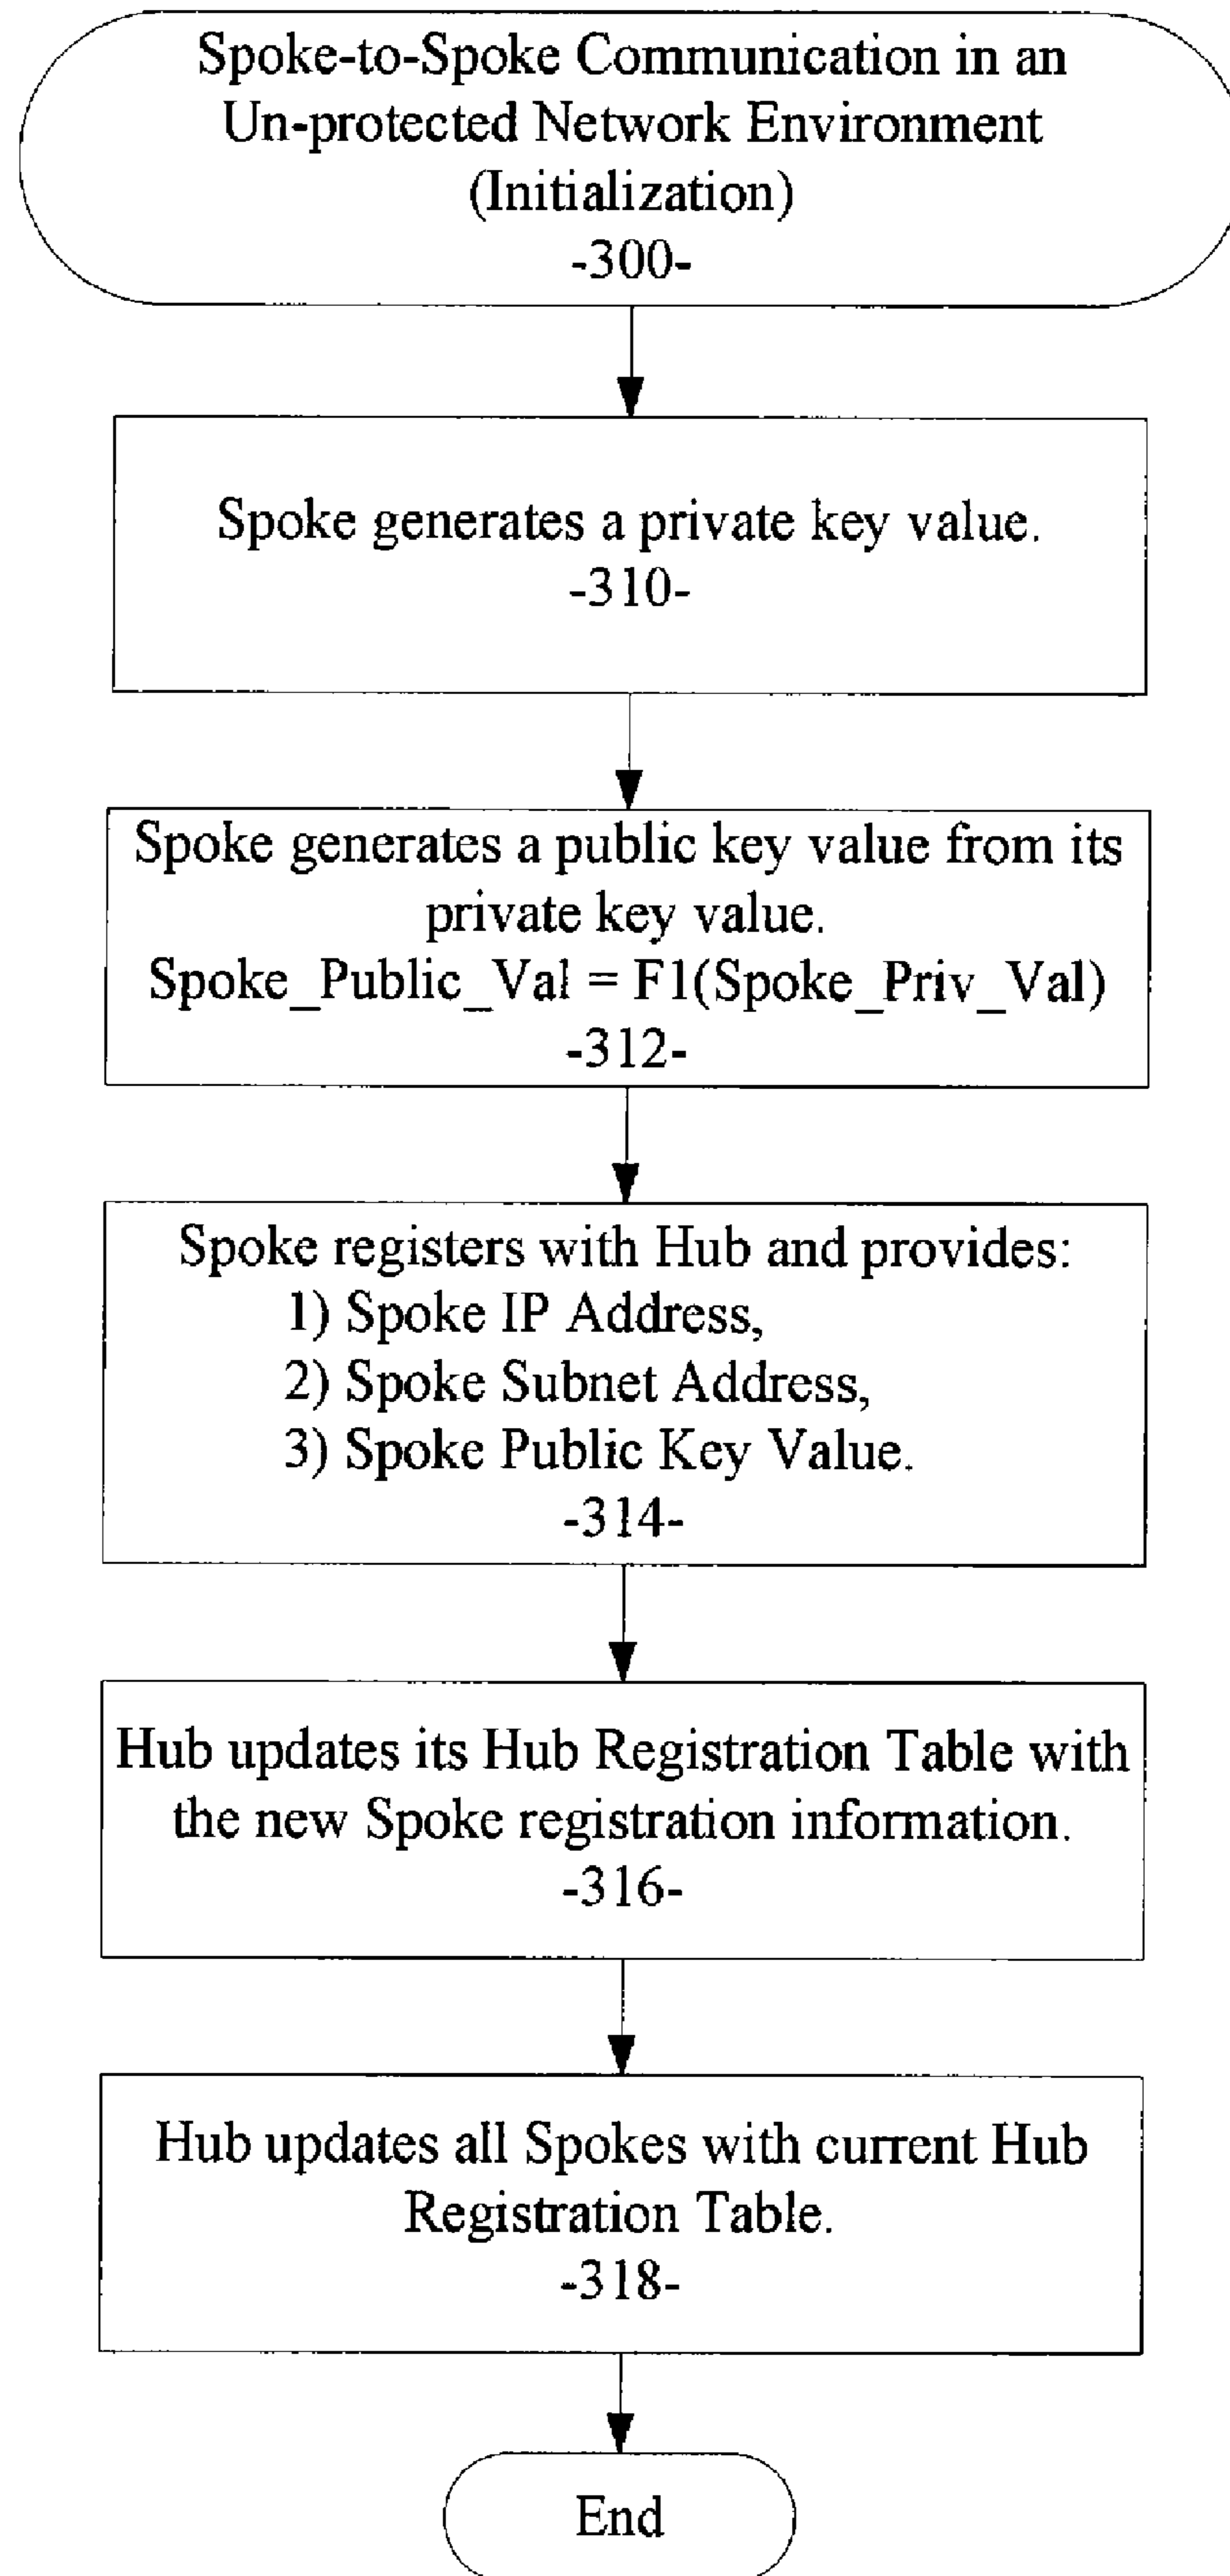 Spoke-to-Spoke Communication in an
Un-protected Network Environment
(Initialization)
-300-
Spoke generates a private key value.
-310-
Spoke generates a public key value from its
private key value.
Spoke_Public_Val = F1(Spoke_Priv_Val)
-312-
Spoke registers with Hub and provides:
1) Spoke IP Address,
2) Spoke Subnet Address,
3) Spoke Public Key Value.
-314-
Hub updates its Hub Registration Table with
the new Spoke registration information.
-316-
Hub updates all Spokes with current Hub
Registration Table.
-318-
End